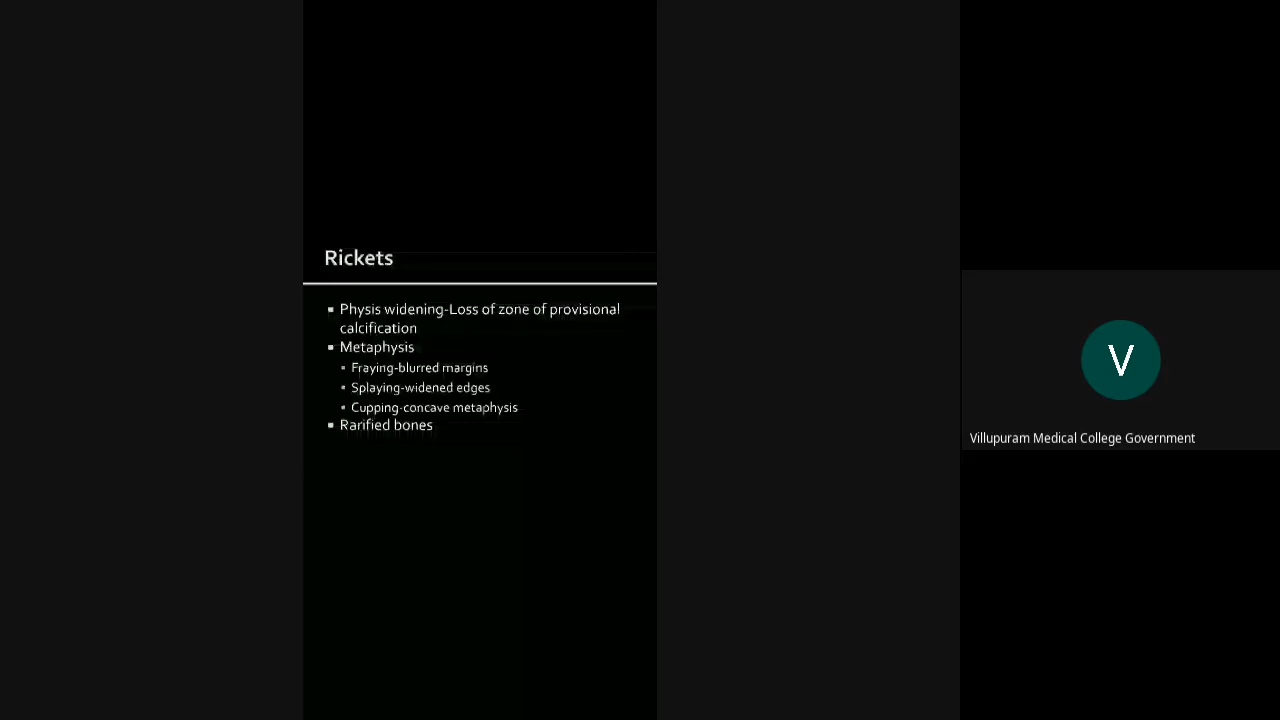 Rickets
Physis widening-Loss of zone of provisional
calcification
Metaphysis
Fraying-blurred margins
Splaying-widened edges
Cupping-concave metaphysis
Rarified bones
V
Villupuram Medical College Government